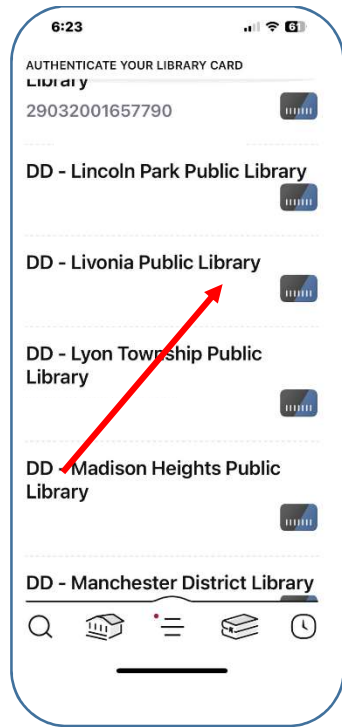 6:23
61
AUTHENTICATE YOUR LIBRARY CARD
Library
29032001657790
DD - Lincoln Park Public Library
DD - Livonia Public Library
DD - Lyon Township Public
Library
DD - Madison Heights Public
Library
DD - Manchester District Library